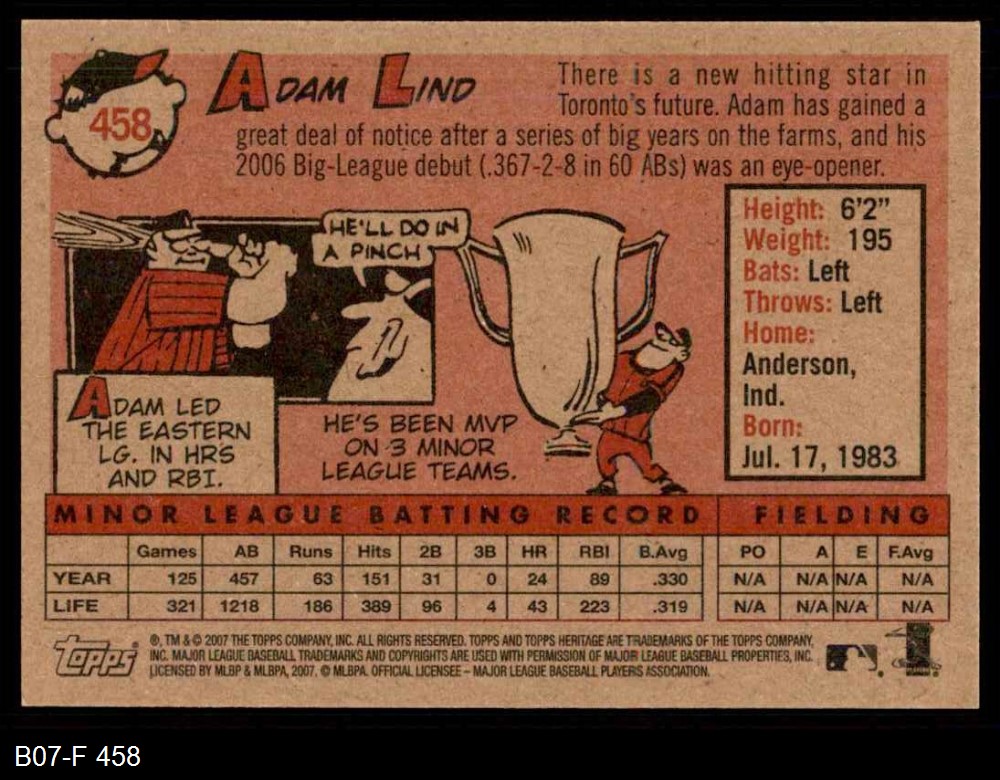 458
ADAM LIND
There is a new hitting star in
Toronto's future. Adam has gained a
great deal of notice after a series of big years on the farms, and his
2006 Big-League debut (.367-2-8 in 60 ABs) was an eye-opener.
HE'LL DO IN
A PINCH
ADAM LED
THE EASTERN
LG. IN HRS
AND RBI.
HE'S BEEN MVP
ON 3 MINOR
LEAGUE TEAMS.
Height: 6'2"
Weight: 195
Bats: Left
Throws: Left
Home:
Anderson,
Ind.
Born:
Jul. 17, 1983
MINOR LEAGUE BATTING RECORD FIELDING
Games AB Runs Hits 2B 3B HR RBI B.Avg PO A E F.Avg
YEAR 125 457 63 151 31 0 24 89 .330 N/A N/A N/A N/A
LIFE 321 1218 186 389 96 4 43 223 .319 N/A N/A N/A N/A
Topps
®, TM & © 2007 THE TOPPS COMPANY, INC. ALL RIGHTS RESERVED. TOPPS AND TOPPS HERITAGE ARE TRADEMARKS OF THE TOPPS COMPANY,
INC. MAJOR LEAGUE BASEBALL TRADEMARKS AND COPYRIGHTS ARE USED WITH PERMISSION OF MAJOR LEAGUE BASEBALL PROPERTIES, INC.
LICENSED BY MLBP & MLBPA, 2007. © MLBPA. OFFICIAL LICENSEE – MAJOR LEAGUE BASEBALL PLAYERS ASSOCIATION.
B07-F 458